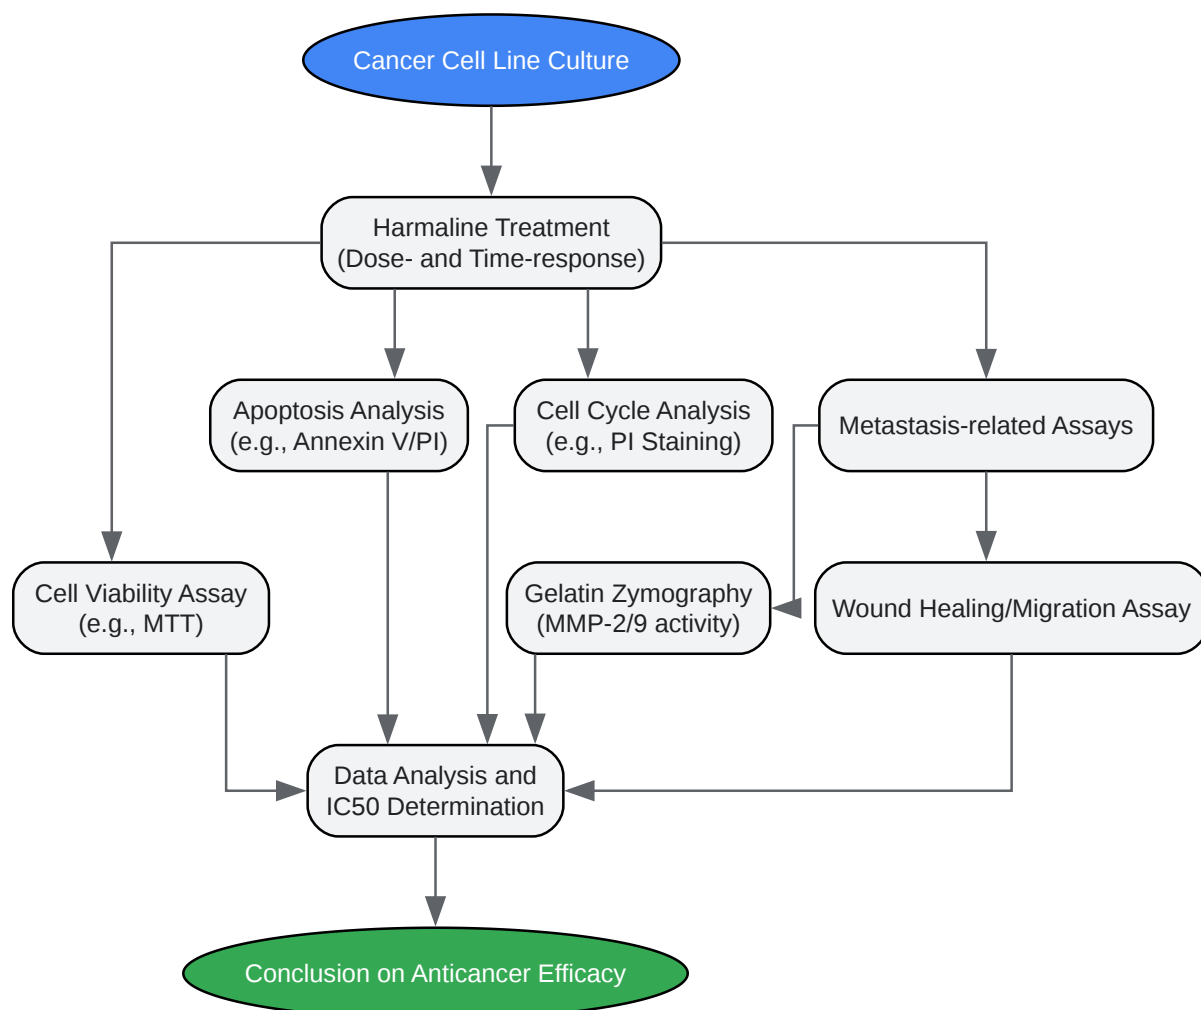 Cancer Cell Line Culture
Harmaline Treatment
(Dose- and Time-response)
Apoptosis Analysis
(e.g., Annexin V/PI)
Cell Cycle Analysis
(e.g., PI Staining)
Metastasis-related Assays
Cell Viability Assay
(e.g., MTT)
Gelatin Zymography
(MMP-2/9 activity)
Wound Healing/Migration Assay
Data Analysis and
IC50 Determination
Conclusion on Anticancer Efficacy